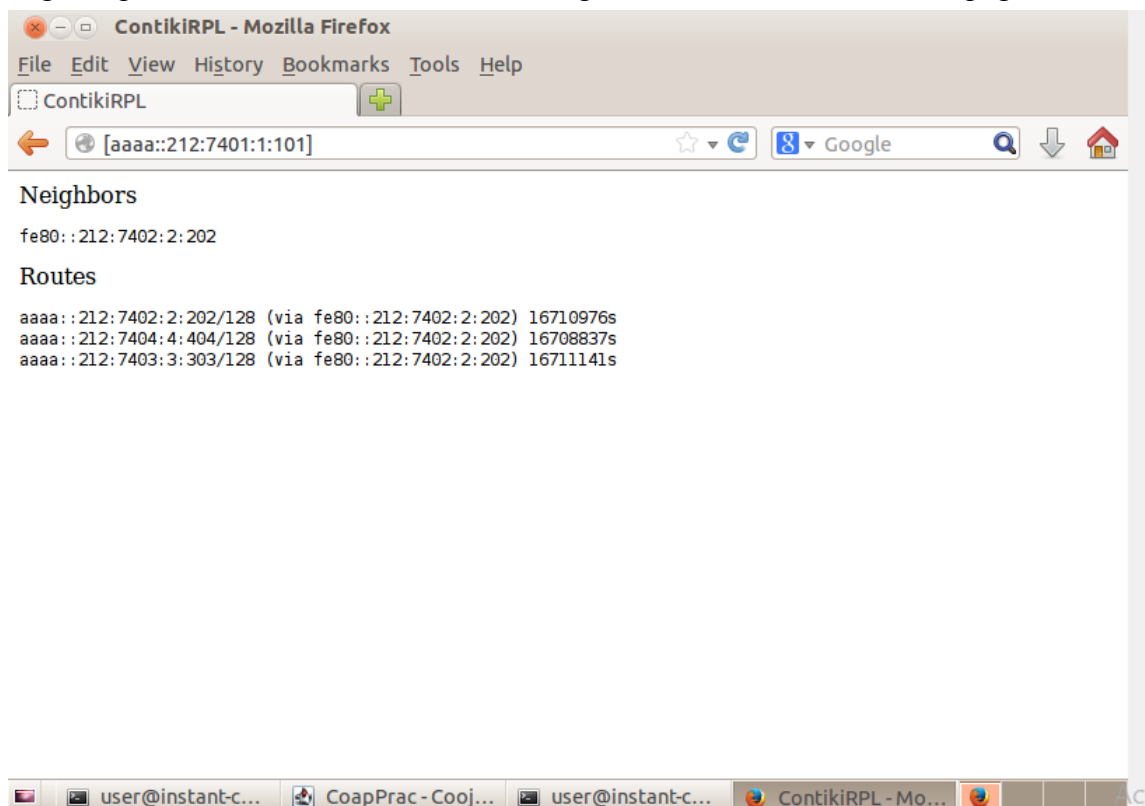 ContikiRPL - Mozilla Firefox
File Edit View History Bookmarks Tools Help
ContikiRPL
[aaaa::212:7401:1:101]
Google
Neighbors
fe80::212:7402:2:202
Routes
aaaa::212:7402:2:202/128 (via fe80::212:7402:2:202) 16710976s
aaaa::212:7404:4:404/128 (via fe80::212:7402:2:202) 16708837s
aaaa::212:7403:3:303/128 (via fe80::212:7402:2:202) 16711141s
user@instant-c... CoapPrac - Cooj... user@instant-c... ContikiRPL - Mo...